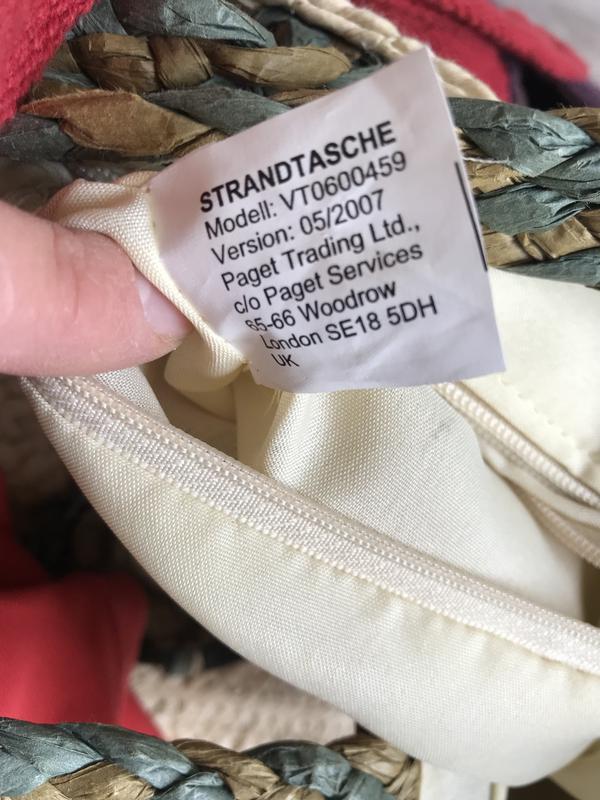 STRANDTASCHE
Modell: VT0600459
Version: 05/2007
Paget Trading Ltd.,
c/o Paget Services
65-66 Woodrow
London SE18 5DH
UK